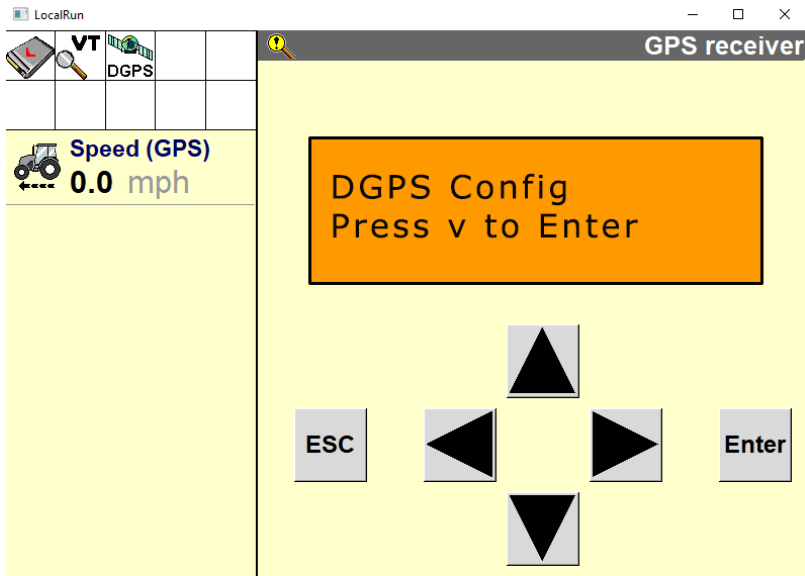 LocalRun
VT
DGPS
GPS receiver
Speed (GPS)
0.0 mph
DGPS Config
Press v to Enter
ESC
Enter